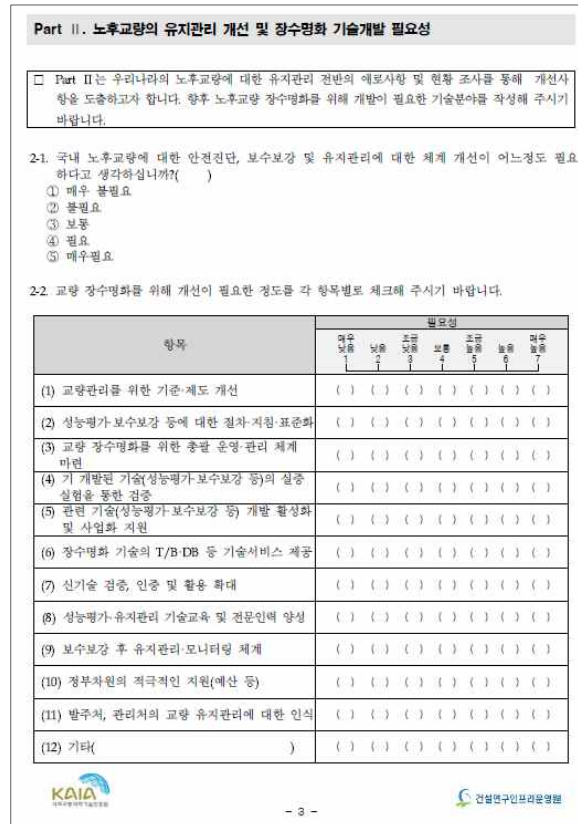 Part Ⅱ. 노후교량의 유지관리 개선 및 장수명화 기술개발 필요성
□ Part Ⅱ는 우리나라의 노후교량에 대한 유지관리 전반의 애로사항 및 현황 조사를 통해 개선사
항을 도출하고자 합니다. 향후 노후교량 장수명화를 위해 개발이 필요한 기술분야를 작성해 주시기
바랍니다.
2-1. 국내 노후교량에 대한 안전진단, 보수보강 및 유지관리에 대한 체계 개선이 어느정도 필요
하다고 생각하십니까?( )
① 매우 불필요
② 불필요
③ 보통
④ 필요
⑤ 매우필요
2-2. 교량 장수명화를 위해 개선이 필요한 정도를 각 항목별로 체크해 주시기 바랍니다.
항목
필요성
매우 낮음 낮음 조금 낮음 보통 조금 높음 높음 매우 높음
1 2 3 4 5 6 7
(1) 교량관리를 위한 기준·제도 개선 ( ) ( ) ( ) ( ) ( ) ( ) ( )
(2) 성능평가·보수보강 등에 대한 절차·지침·표준화 ( ) ( ) ( ) ( ) ( ) ( ) ( )
(3) 교량 장수명화를 위한 총괄 운영·관리 체계
마련 ( ) ( ) ( ) ( ) ( ) ( ) ( )
(4) 기 개발된 기술(성능평가·보수보강 등)의 실증
실험을 통한 검증 ( ) ( ) ( ) ( ) ( ) ( ) ( )
(5) 관련 기술(성능평가·보수보강 등) 개발 활성화
및 사업화 지원 ( ) ( ) ( ) ( ) ( ) ( ) ( )
(6) 장수명화 기술의 T/B·DB 등 기술서비스 제공 ( ) ( ) ( ) ( ) ( ) ( ) ( )
(7) 신기술 검증, 인증 및 활용 확대 ( ) ( ) ( ) ( ) ( ) ( ) ( )
(8) 성능평가·유지관리 기술교육 및 전문인력 양성 ( ) ( ) ( ) ( ) ( ) ( ) ( )
(9) 보수보강 후 유지관리·모니터링 체계 ( ) ( ) ( ) ( ) ( ) ( ) ( )
(10) 정부차원의 적극적인 지원(예산 등) ( ) ( ) ( ) ( ) ( ) ( ) ( )
(11) 발주처, 관리처의 교량 유지관리에 대한 인식 ( ) ( ) ( ) ( ) ( ) ( ) ( )
(12) 기타( ) ( ) ( ) ( ) ( ) ( ) ( ) ( )
KAIA
국토교통과학기술진흥원
- 3 -
건설연구인프라운영원